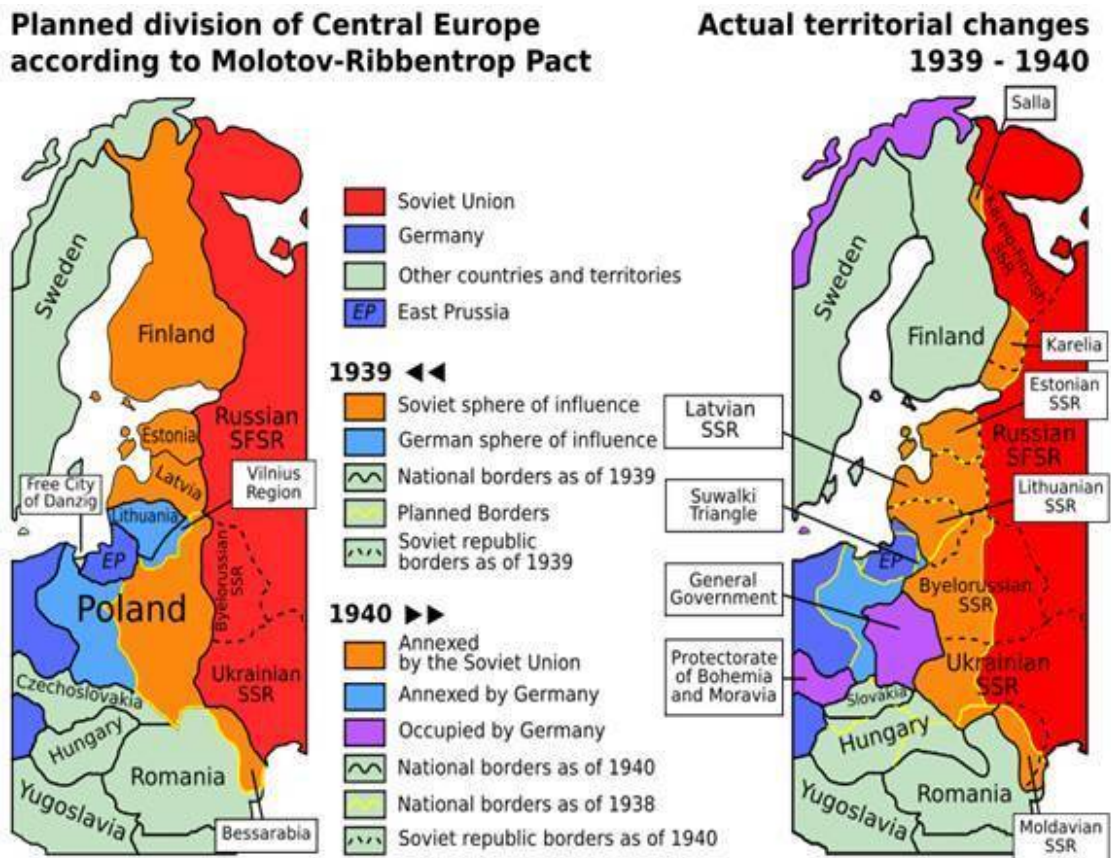 Planned division of Central Europe
according to Molotov-Ribbentrop Pact
Actual territorial changes
1939 - 1940
Sweden
Finland
Estonia
Latvia
Lithuania
Free City
of Danzig
Vilnius
Region
EP
Poland
Russian
SFSR
Byelorussian
SSR
Ukrainian
SSR
Czechoslovakia
Hungary
Romania
Yugoslavia
Bessarabia
Soviet Union
Germany
Other countries and territories
EP East Prussia
1939 ◄◄
Soviet sphere of influence
German sphere of influence
National borders as of 1939
Planned Borders
Soviet republic
borders as of 1939
1940 ►►
Annexed
by the Soviet Union
Annexed by Germany
Occupied by Germany
National borders as of 1940
National borders as of 1938
Soviet republic borders as of 1940
Salla
Sweden
Finland
Karelo-Finnish
SSR
Karelia
Estonian
SSR
Latvian
SSR
Russian
SFSR
Lithuanian
SSR
Suwalki
Triangle
EP
Byelorussian
SSR
General
Government
Protectorate
of Bohemia
and Moravia
Ukrainian
SSR
Slovakia
Hungary
Romania
Yugoslavia
Moldavian
SSR